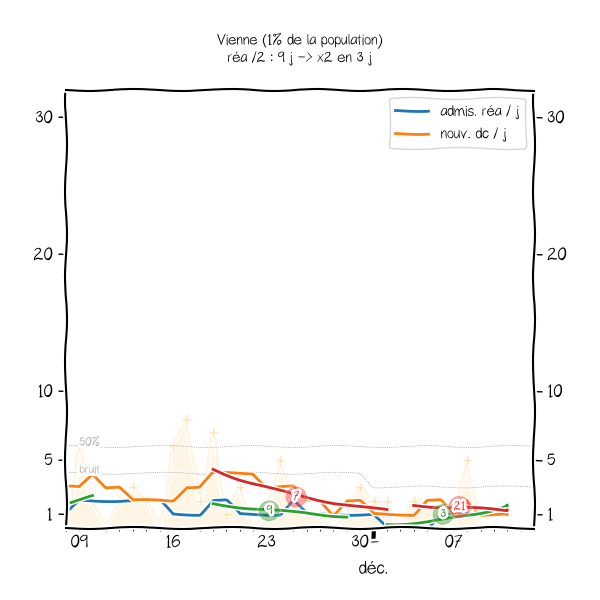 Vienne (1% de la population)
réa /2 : 9 j -> x2 en 3 j
admis. réa / j
nouv. dc / j
30 30
20 20
10 10
50%
5 5
bruit
7
21
9
3
1 1
09 16 23 30 07
déc.